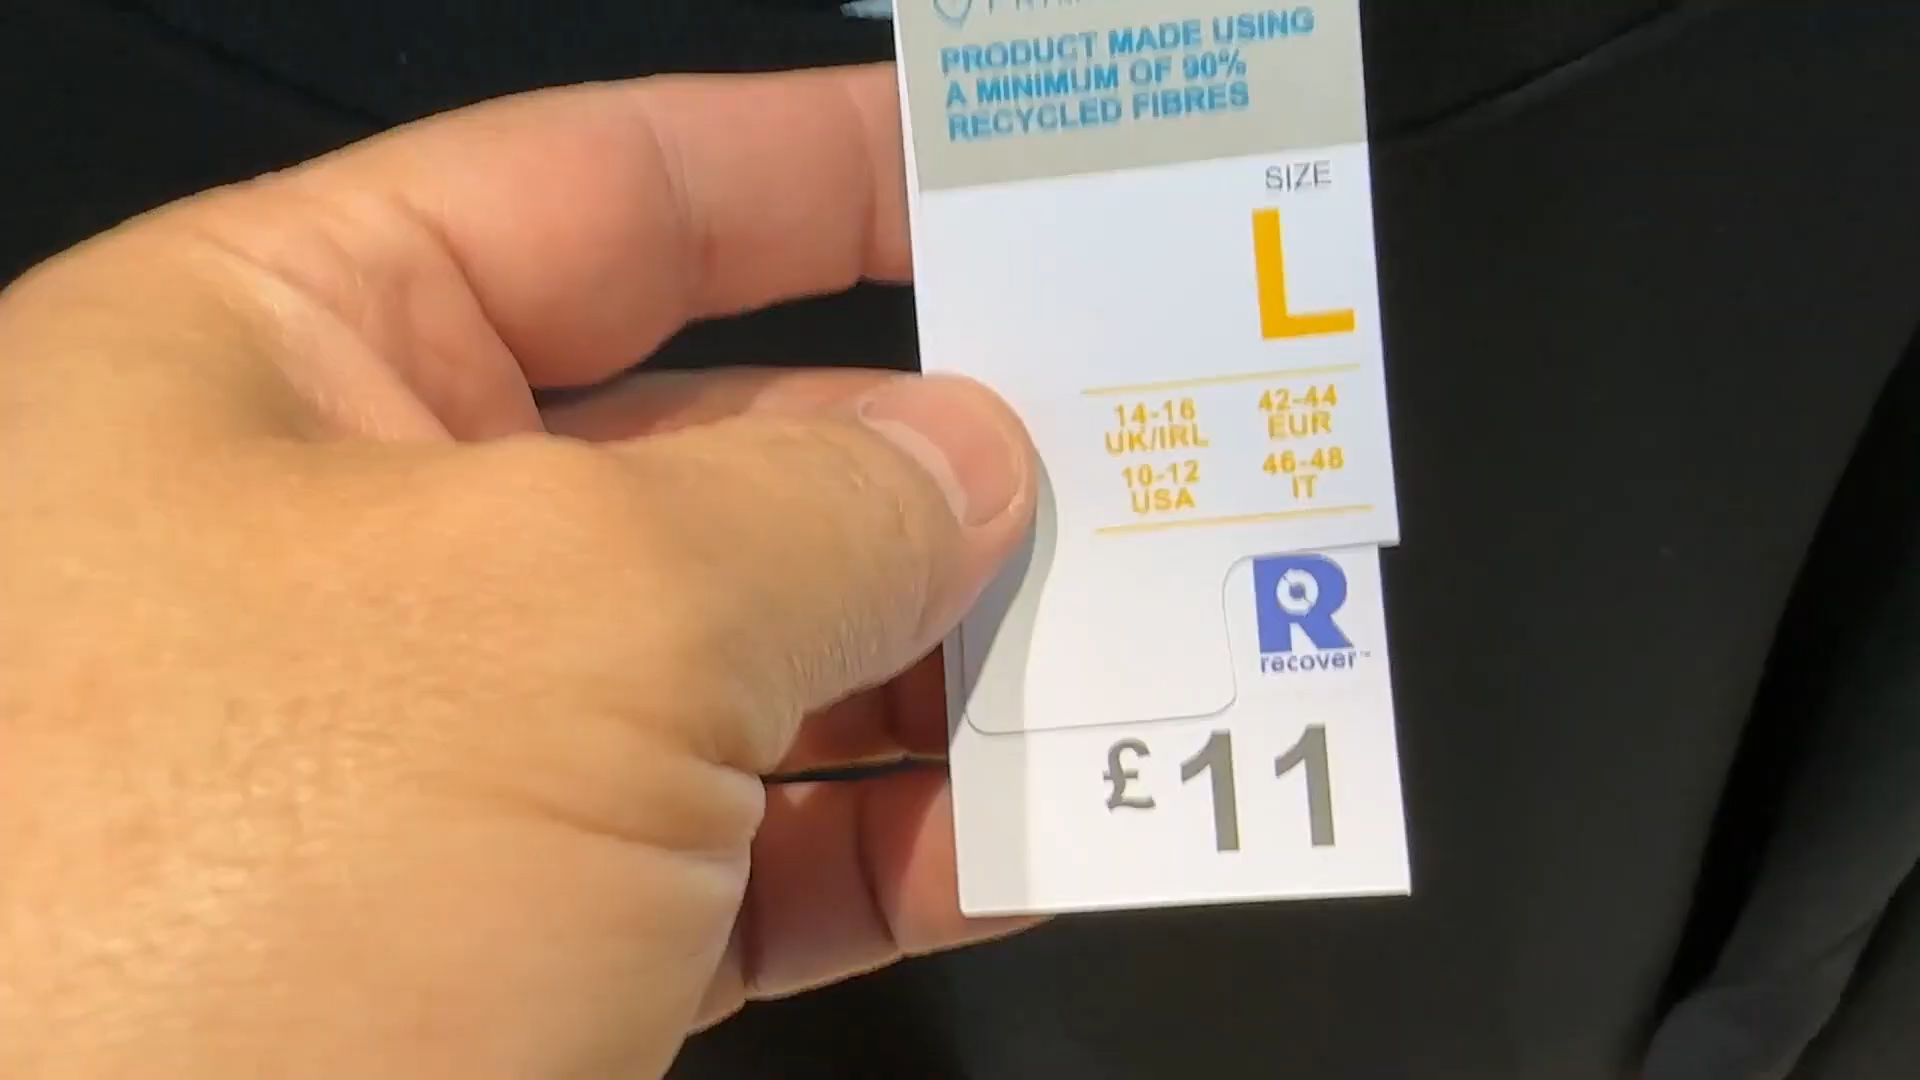 PRODUCT MADE USING
A MINIMUM OF 90%
RECYCLED FIBRES
SIZE
L
14-16
UK/IRL
42-44
EUR
10-12
USA
46-48
IT
R
recover™
£11